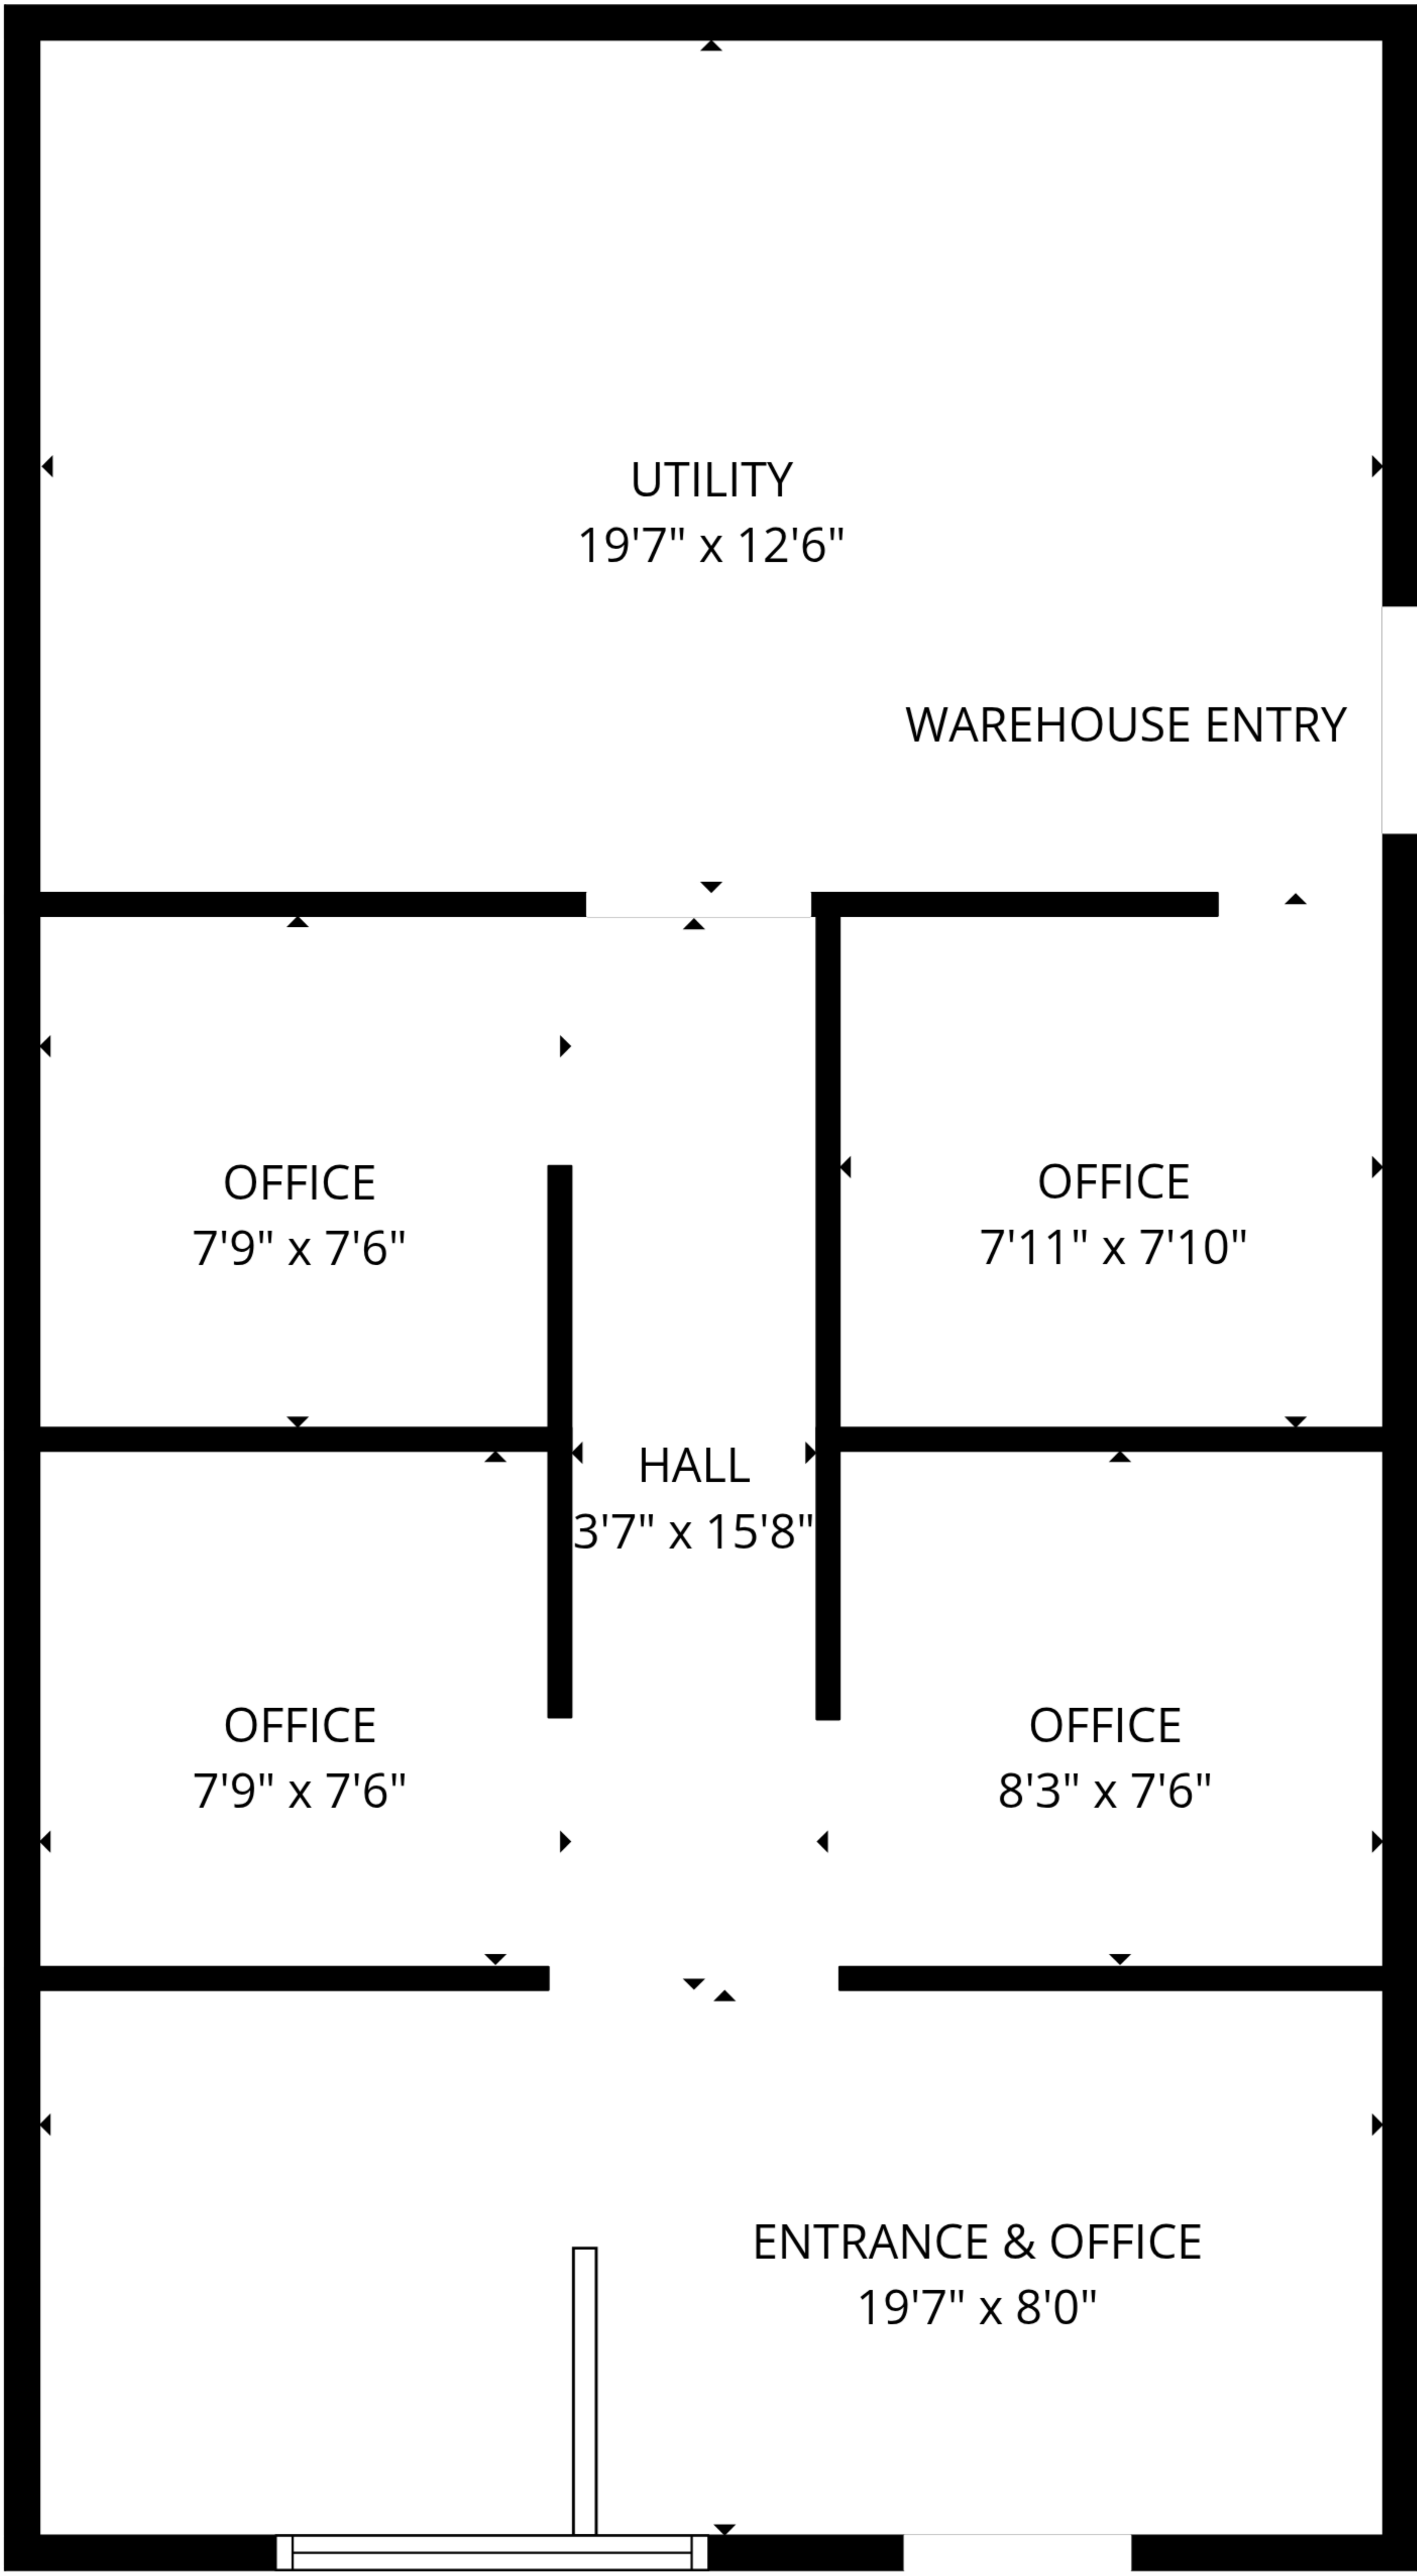 UTILITY
19'7" x 12'6"
WAREHOUSE ENTRY
OFFICE
7'9" x 7'6"
OFFICE
7'11" x 7'10"
HALL
3'7" x 15'8"
OFFICE
7'9" x 7'6"
OFFICE
8'3" x 7'6"
ENTRANCE & OFFICE
19'7" x 8'0"